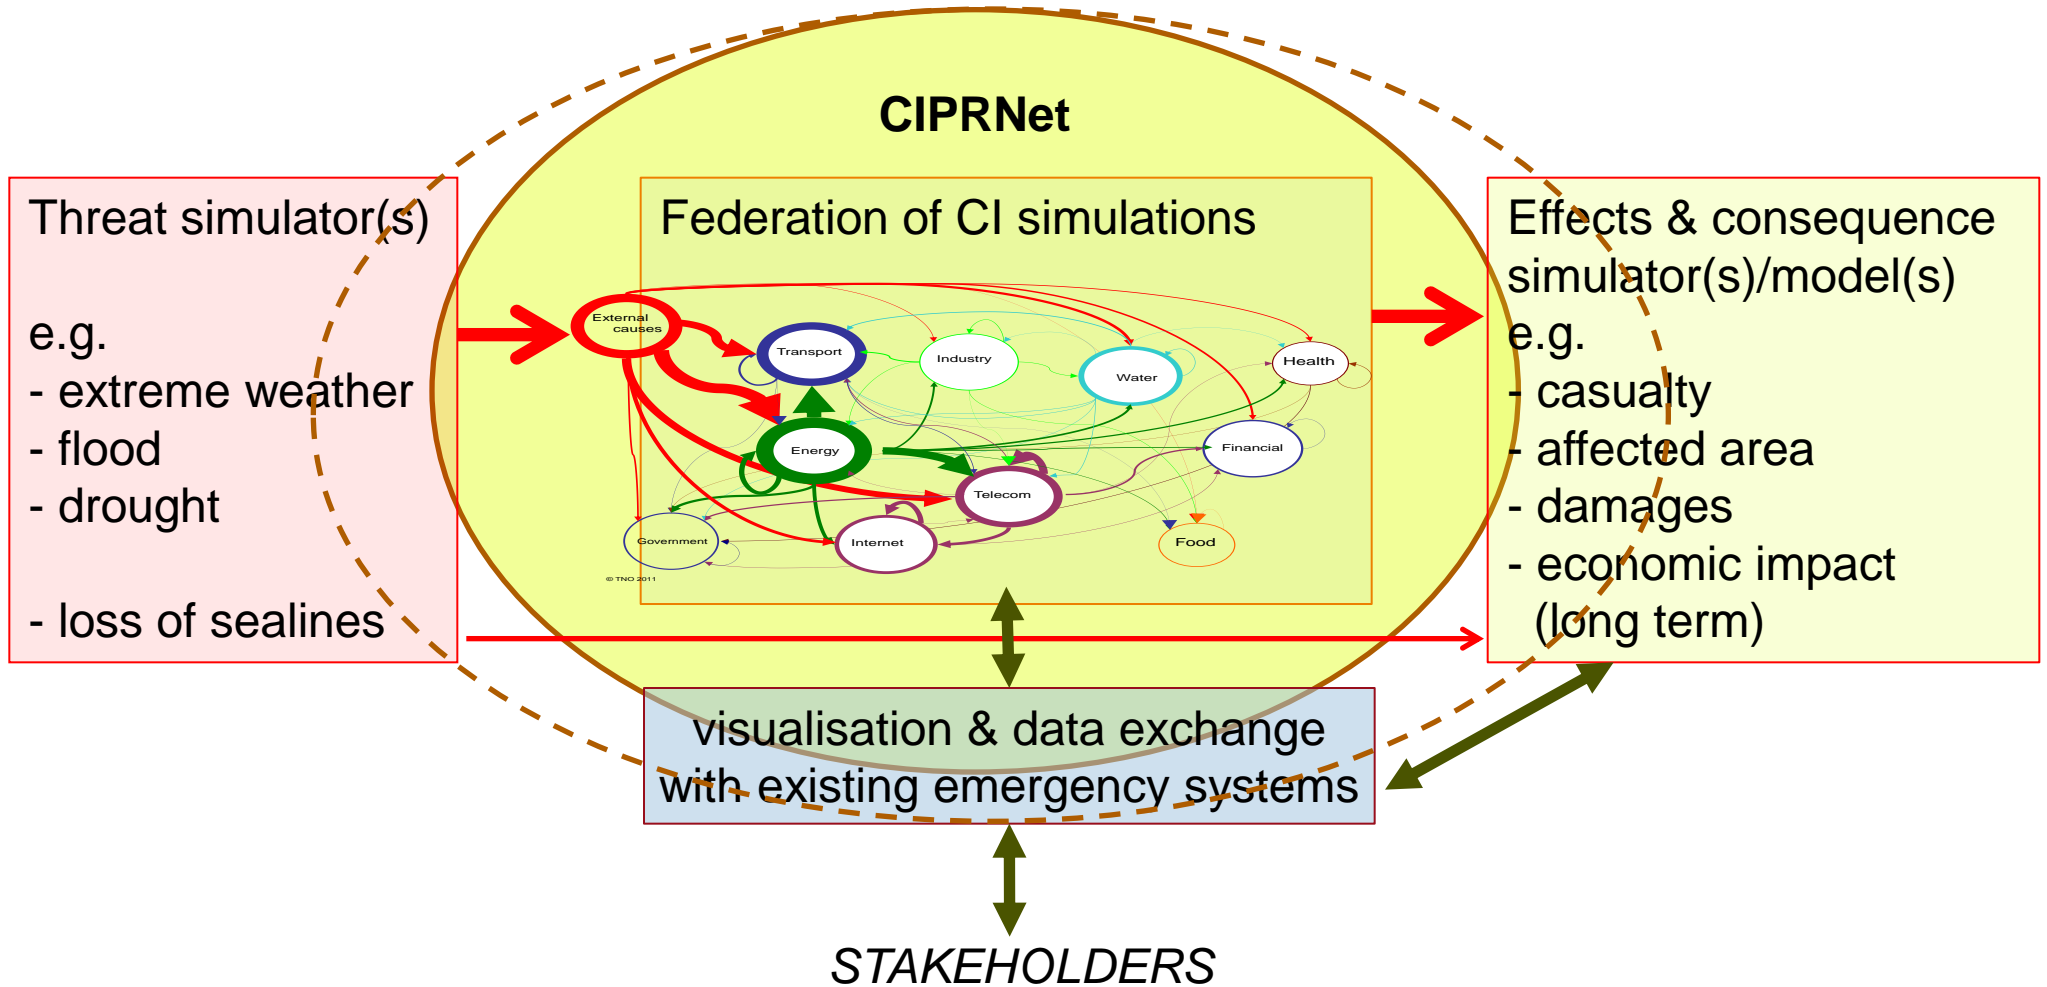 CIPRNet
Threat simulator(s)
e.g.
- extreme weather
- flood
- drought
- loss of sealines
Federation of CI simulations
External
causes
Transport
Industry
Water
Health
Energy
Financial
Telecom
Government
Internet
Food
© TNO 2011
Effects & consequence
simulator(s)/model(s)
e.g.
- casualty
- affected area
- damages
- economic impact
(long term)
visualisation & data exchange
with existing emergency systems
STAKEHOLDERS